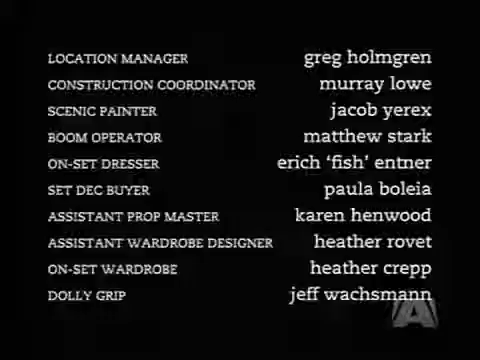 LOCATION MANAGER greg holmgren
CONSTRUCTION COORDINATOR murray lowe
SCENIC PAINTER jacob yerex
BOOM OPERATOR matthew stark
ON-SET DRESSER erich ‘fish’ entner
SET DEC BUYER paula boleia
ASSISTANT PROP MASTER karen henwood
ASSISTANT WARDROBE DESIGNER heather rovet
ON-SET WARDROBE heather crepp
DOLLY GRIP jeff wachsmann
A